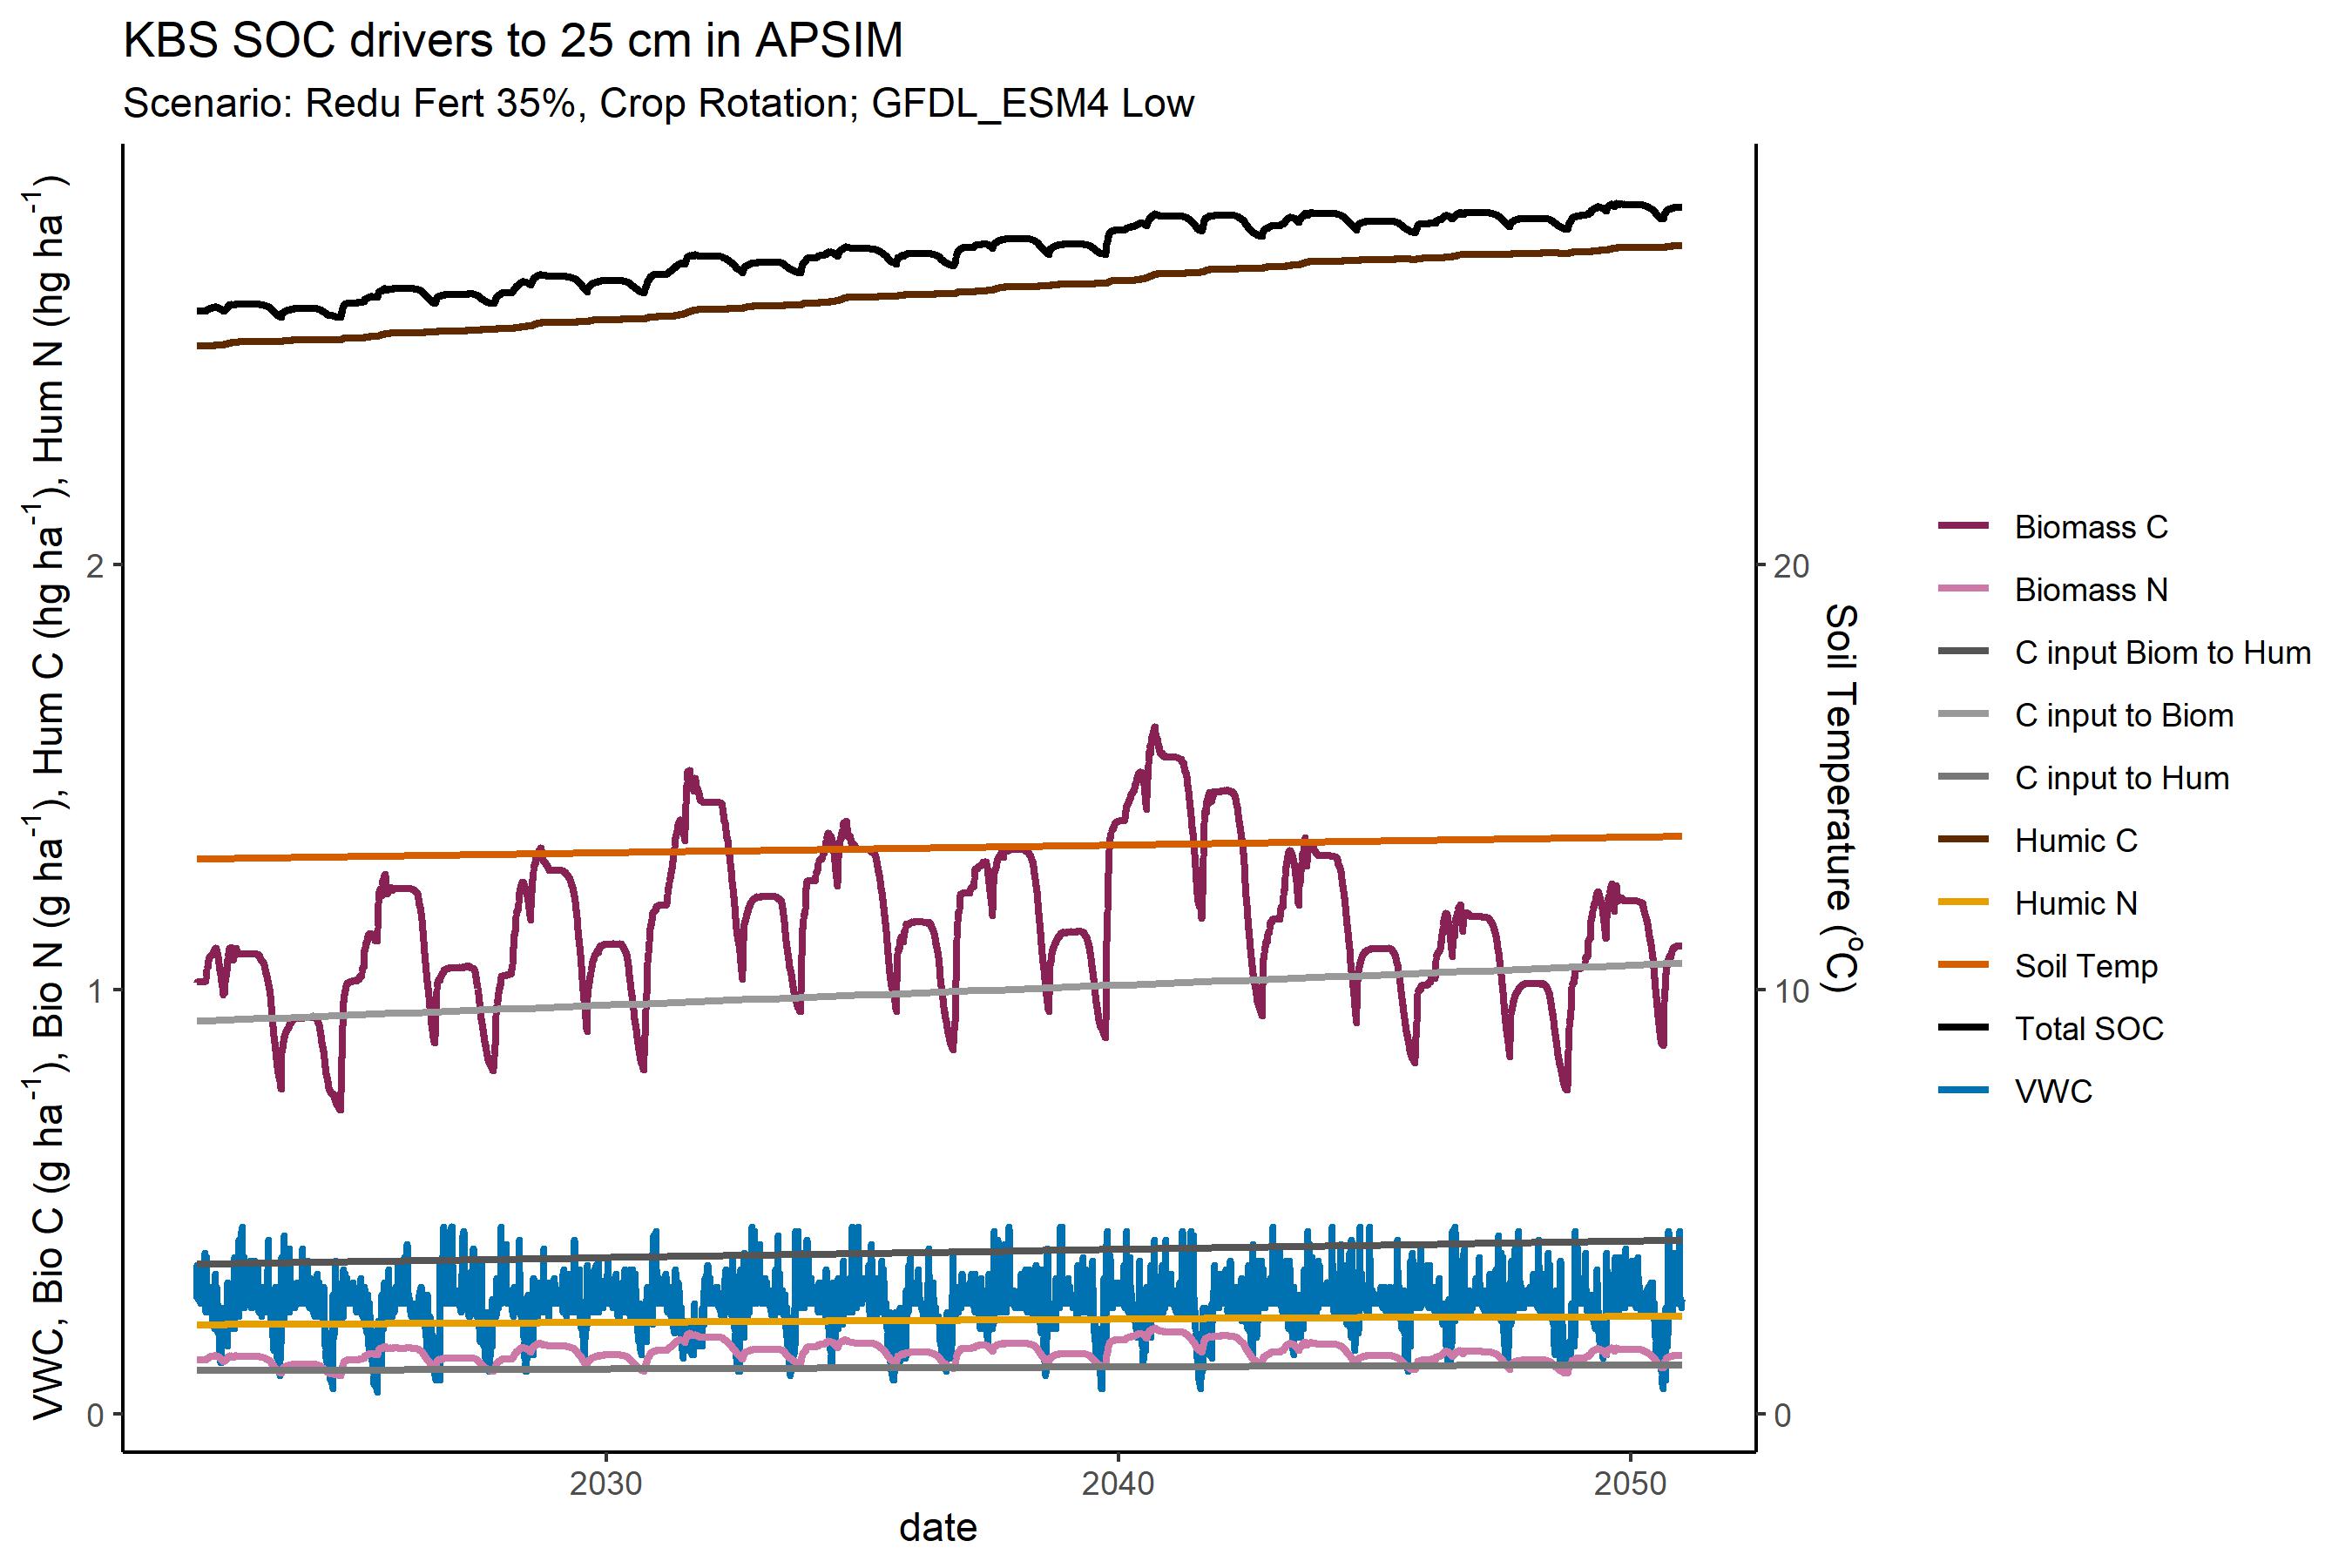 KBS SOC drivers to 25 cm in APSIM
Scenario: Redu Fert 35%, Crop Rotation; GFDL_ESM4 Low
VWC, Bio C (g ha⁻¹), Bio N (g ha⁻¹), Hum C (hg ha⁻¹), Hum N (hg ha⁻¹)
2
1
0
2030
2040
2050
date
20
10
0
Soil Temperature (°C)
Biomass C
Biomass N
C input Biom to Hum
C input to Biom
C input to Hum
Humic C
Humic N
Soil Temp
Total SOC
VWC